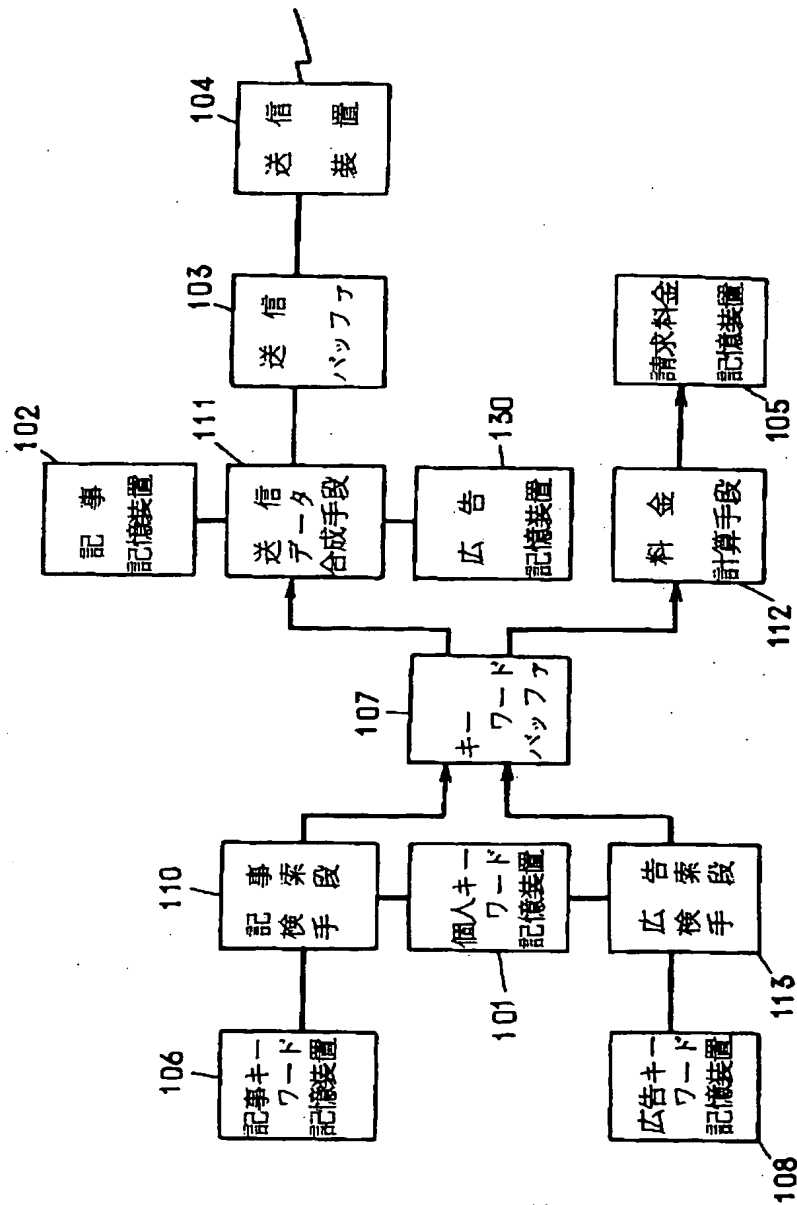 106
記事キー
ワード
記憶装置
110
記事
検索
手段
101
個人キー
ワード
記憶装置
108
広告キー
ワード
記憶装置
113
広告
検索
手段
107
キー
ワード
バッファ
102
記事
記憶装置
111
送信
データ
合成手段
130
広告
記憶装置
103
送信
バッファ
104
送信
装置
112
料金
計算手段
105
請求料金
記憶装置